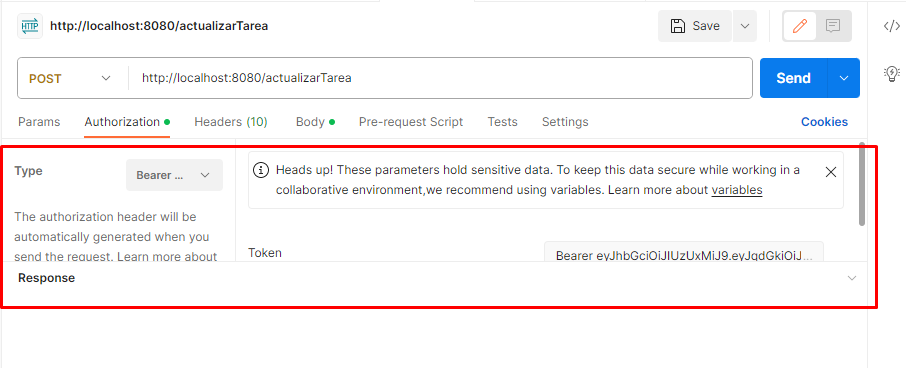 HTTP http://localhost:8080/actualizarTarea
Save
POST http://localhost:8080/actualizarTarea
Send
Params Authorization Headers (10) Body Pre-request Script Tests Settings Cookies
Type
Bearer ...
Heads up! These parameters hold sensitive data. To keep this data secure while working in a
collaborative environment,we recommend using variables. Learn more about variables
The authorization header will be
automatically generated when you
send the request. Learn more about
Token
Bearer eyJhbGciOiJIUzUxMiJ9.eyJqdGkiOiJ...
Response